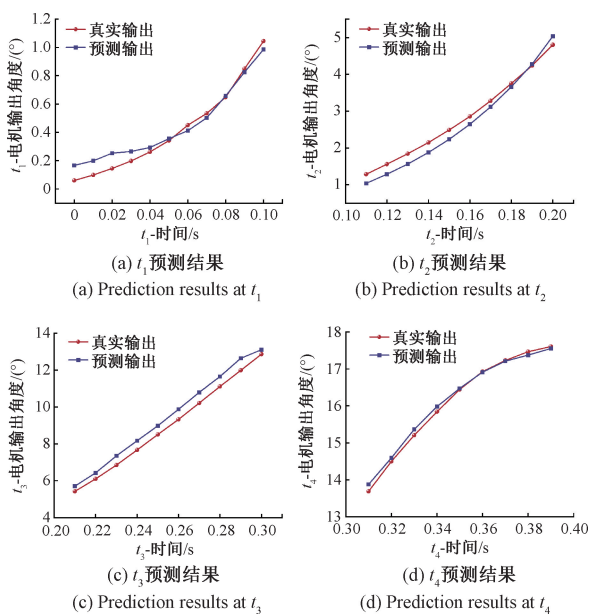 1.2
1.0
0.8
0.6
0.4
0.2
0
t₁-电机输出角度/(°)
真实输出
预测输出
0 0.02 0.04 0.06 0.08 0.10
t₁-时间/s
(a) t₁预测结果
(a) Prediction results at t₁
5
4
3
2
1
t₂-电机输出角度/(°)
真实输出
预测输出
0.10 0.12 0.14 0.16 0.18 0.20
t₂-时间/s
(b) t₂预测结果
(b) Prediction results at t₂
14
12
10
8
6
4
t₃-电机输出角度/(°)
真实输出
预测输出
0.20 0.22 0.24 0.26 0.28 0.30
t₃-时间/s
(c) t₃预测结果
(c) Prediction results at t₃
18
17
16
15
14
13
t₄-电机输出角度/(°)
真实输出
预测输出
0.30 0.32 0.34 0.36 0.38 0.40
t₄-时间/s
(d) t₄预测结果
(d) Prediction results at t₄